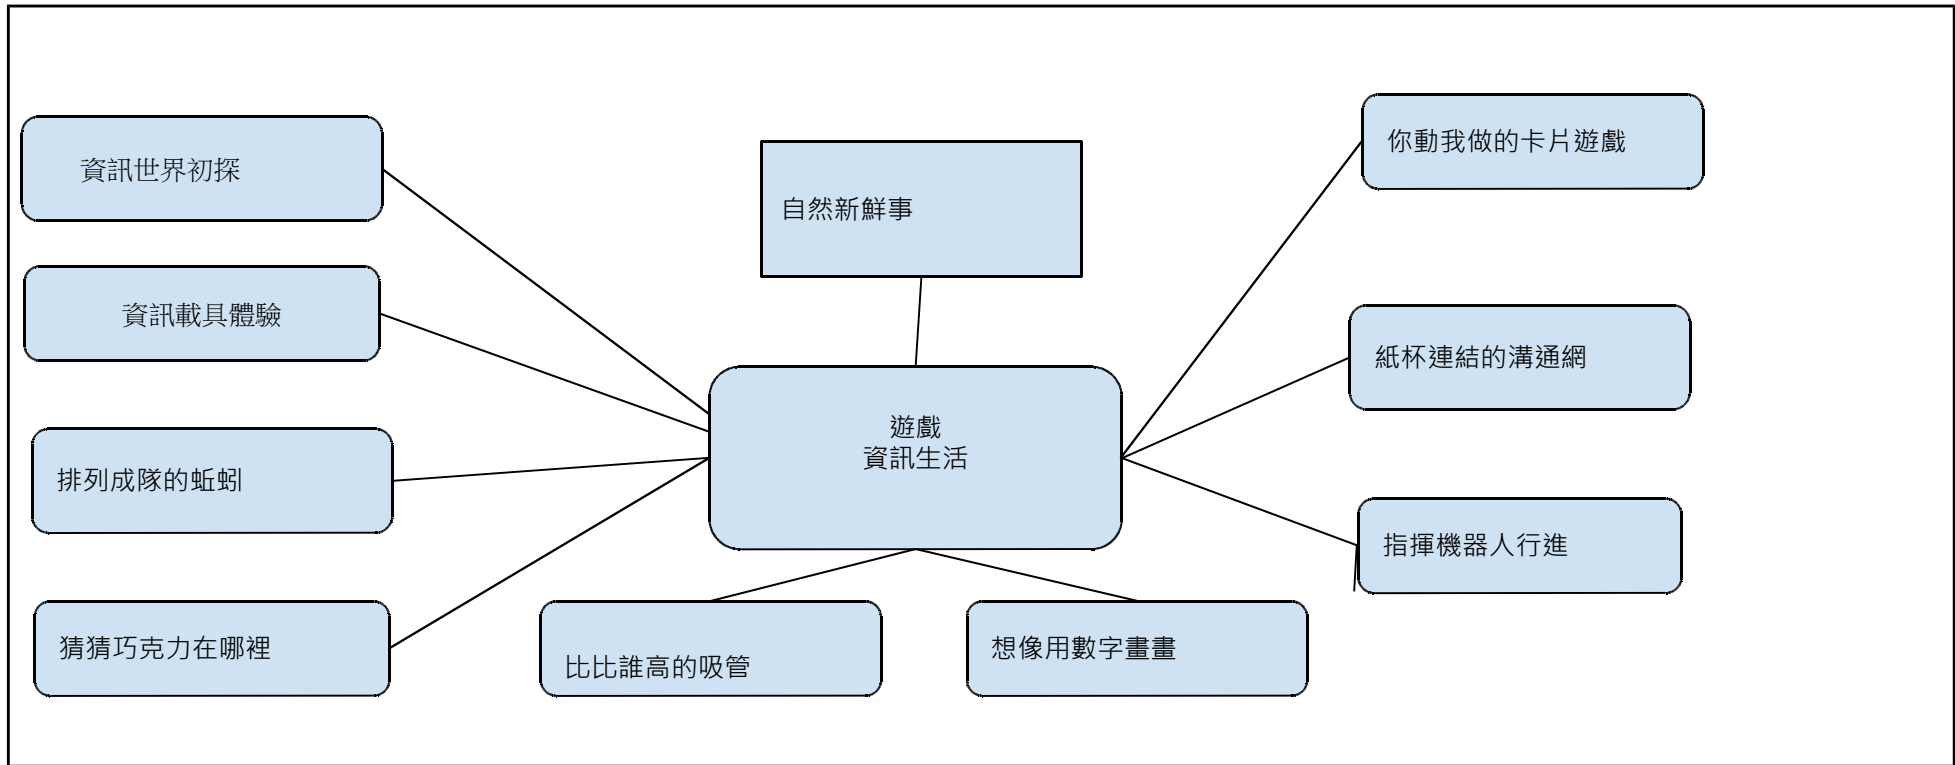 你動我做的卡片遊戲
資訊世界初探
自然新鮮事
資訊載具體驗
紙杯連結的溝通網
遊戲
資訊生活
排列成隊的蚯蚓
指揮機器人行進
猜猜巧克力在哪裡
比比誰高的吸管
想像用數字畫畫